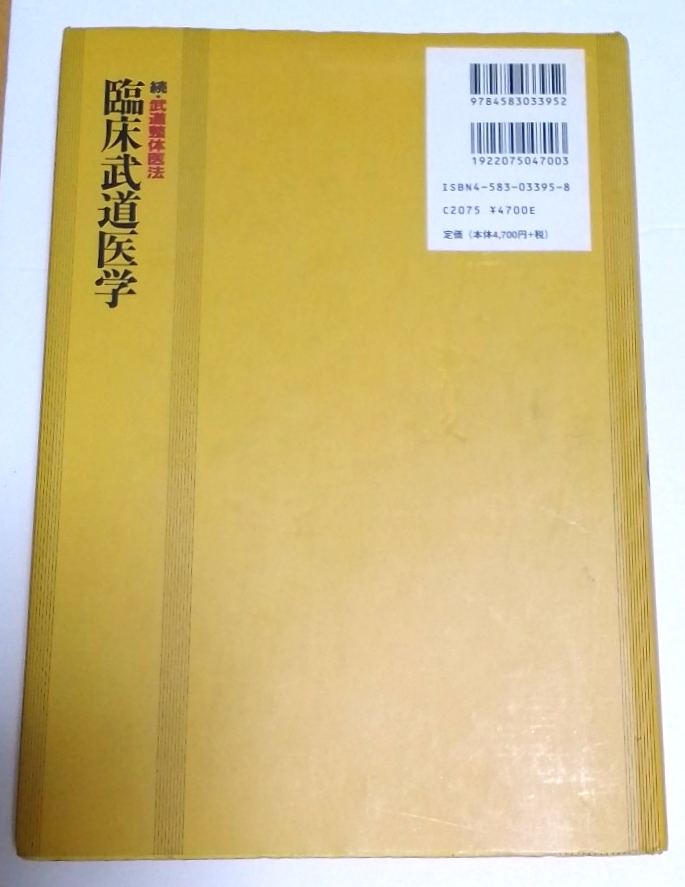 続・武道整体医法
臨床武道医学
9784583033952
1922075047003
ISBN4-583-03395-8
C2075 ¥4700E
定価(本体4,700円+税)